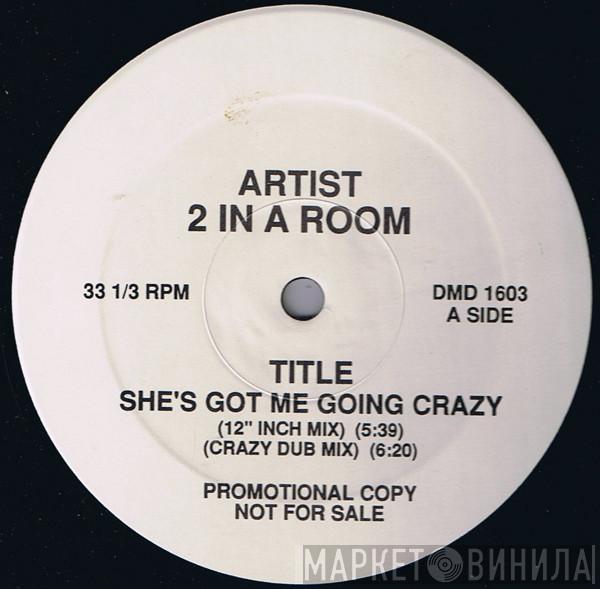 ARTIST
2 IN A ROOM
33 1/3 RPM
DMD 1603
A SIDE
TITLE
SHE'S GOT ME GOING CRAZY
(12" INCH MIX) (5:39)
(CRAZY DUB MIX) (6:20)
PROMOTIONAL COPY
NOT FOR SALE
МАРКЕТ ВИНИЛА